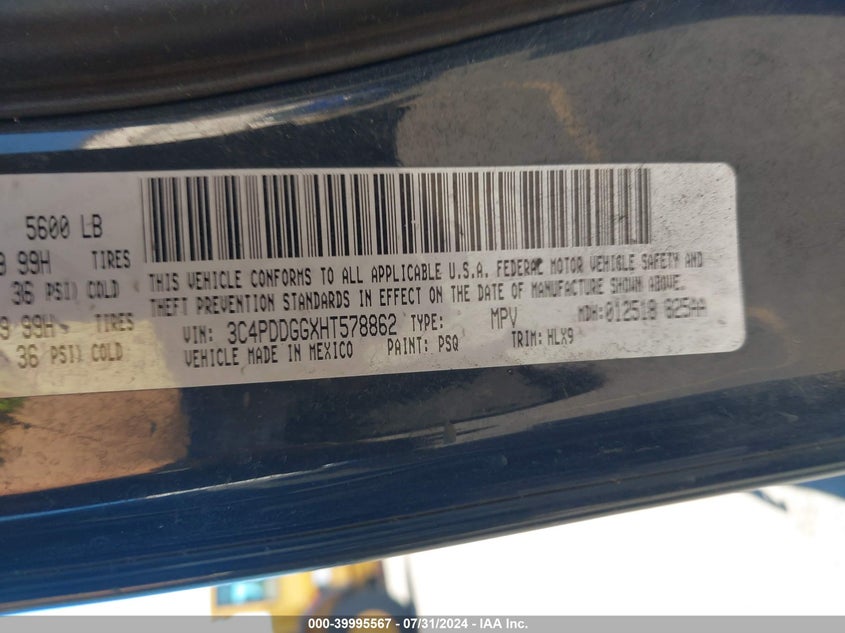 5600 LB
99H TIRES
36 PSI) COLD
99H TIRES
36 PSI) COLD
THIS VEHICLE CONFORMS TO ALL APPLICABLE U.S.A. FEDERAL MOTOR VEHICLE SAFETY AND
THEFT PREVENTION STANDARDS IN EFFECT ON THE DATE OF MANUFACTURE SHOWN ABOVE.
VIN: 3C4PDDGGXHT578862 TYPE: MPV MDH:012518 825AA
VEHICLE MADE IN MEXICO PAINT: PSQ TRIM: HLX9
000-39995567 - 07/31/2024 - IAA Inc.